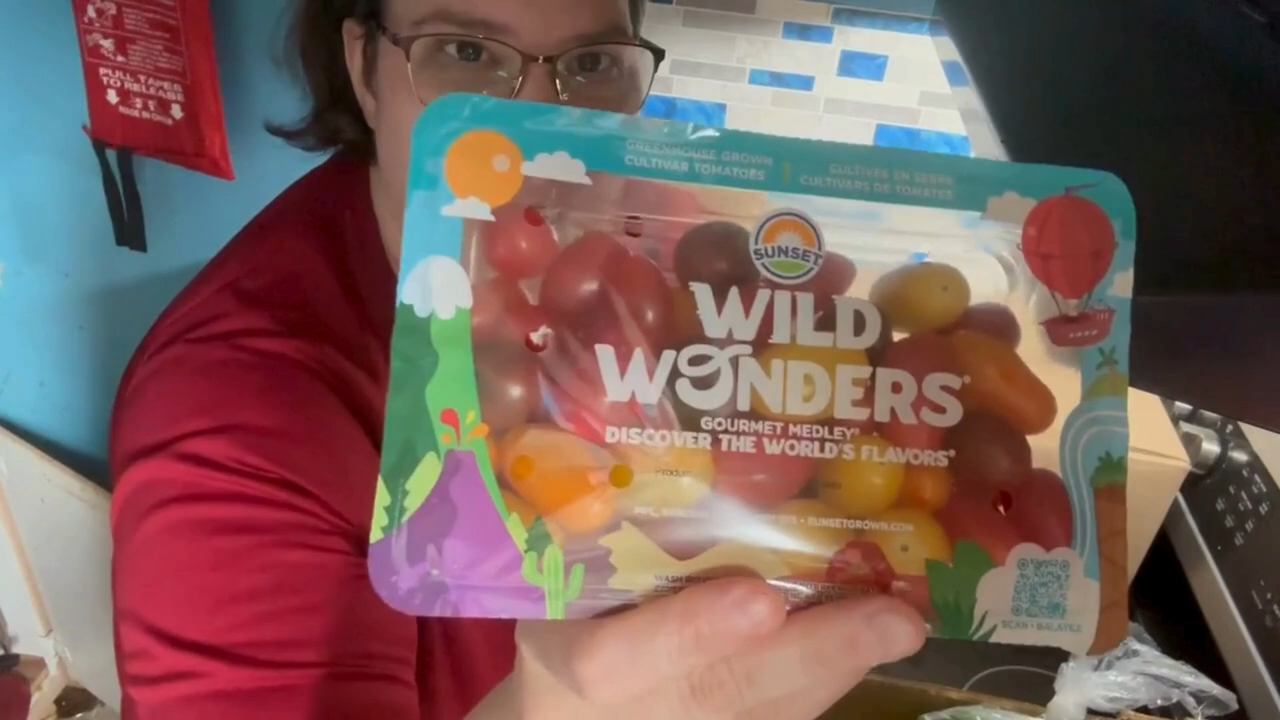 PULL TAPES
TO RELEASE
MADE IN CHINA
GREENHOUSE GROWN
CULTIVAR TOMATOES
CULTIVÉS EN SERRE
CULTIVARS DE TOMATES
SUNSET
WILD
WONDERS
GOURMET MEDLEY
DISCOVER THE WORLD'S FLAVORS
Product
SUNSETGROWN.COM
SCAN • BALAYEZ